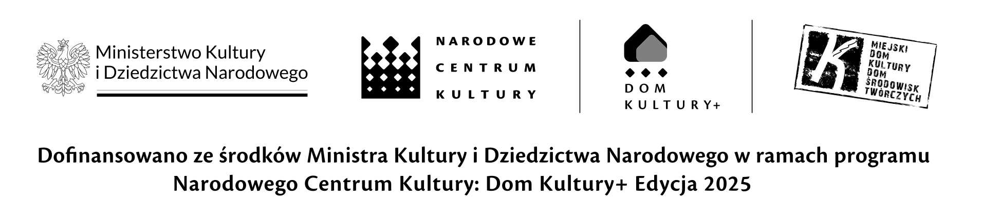 Ministerstwo Kultury
i Dziedzictwa Narodowego
NARODOWE
CENTRUM
KULTURY
DOM
KULTURY+
MIEJSKI
DOM
KULTURY
DOM
ŚRODOWISK
TWÓRCZYCH
Dofinansowano ze środków Ministra Kultury i Dziedzictwa Narodowego w ramach programu
Narodowego Centrum Kultury: Dom Kultury+ Edycja 2025